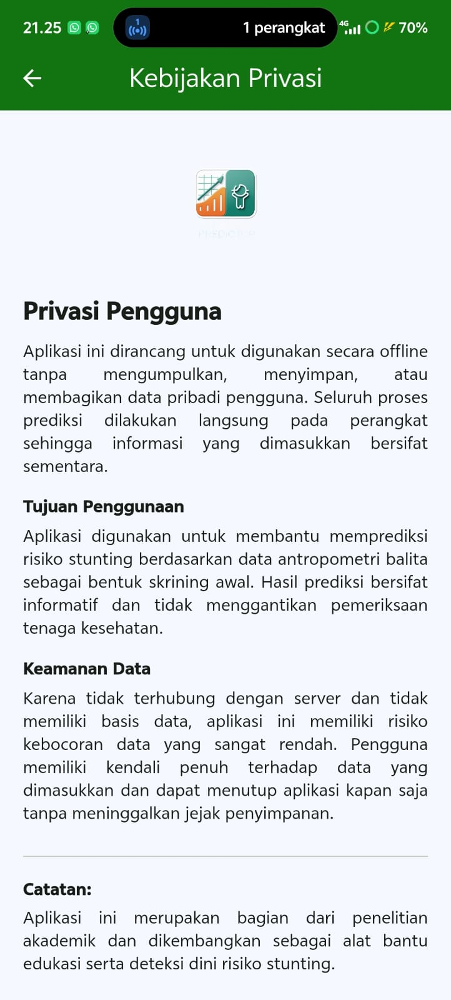 21.25
1
1 perangkat
4G
70%
Kebijakan Privasi
PREDICTOR
Privasi Pengguna
Aplikasi ini dirancang untuk digunakan secara offline
tanpa mengumpulkan, menyimpan, atau
membagikan data pribadi pengguna. Seluruh proses
prediksi dilakukan langsung pada perangkat
sehingga informasi yang dimasukkan bersifat
sementara.
Tujuan Penggunaan
Aplikasi digunakan untuk membantu memprediksi
risiko stunting berdasarkan data antropometri balita
sebagai bentuk skrining awal. Hasil prediksi bersifat
informatif dan tidak menggantikan pemeriksaan
tenaga kesehatan.
Keamanan Data
Karena tidak terhubung dengan server dan tidak
memiliki basis data, aplikasi ini memiliki risiko
kebocoran data yang sangat rendah. Pengguna
memiliki kendali penuh terhadap data yang
dimasukkan dan dapat menutup aplikasi kapan saja
tanpa meninggalkan jejak penyimpanan.
Catatan:
Aplikasi ini merupakan bagian dari penelitian
akademik dan dikembangkan sebagai alat bantu
edukasi serta deteksi dini risiko stunting.